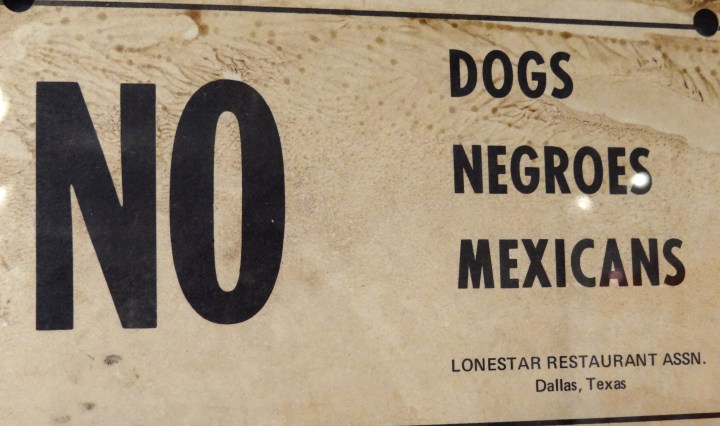 NO
DOGS
NEGROES
MEXICANS
LONESTAR RESTAURANT ASSN.
Dallas, Texas